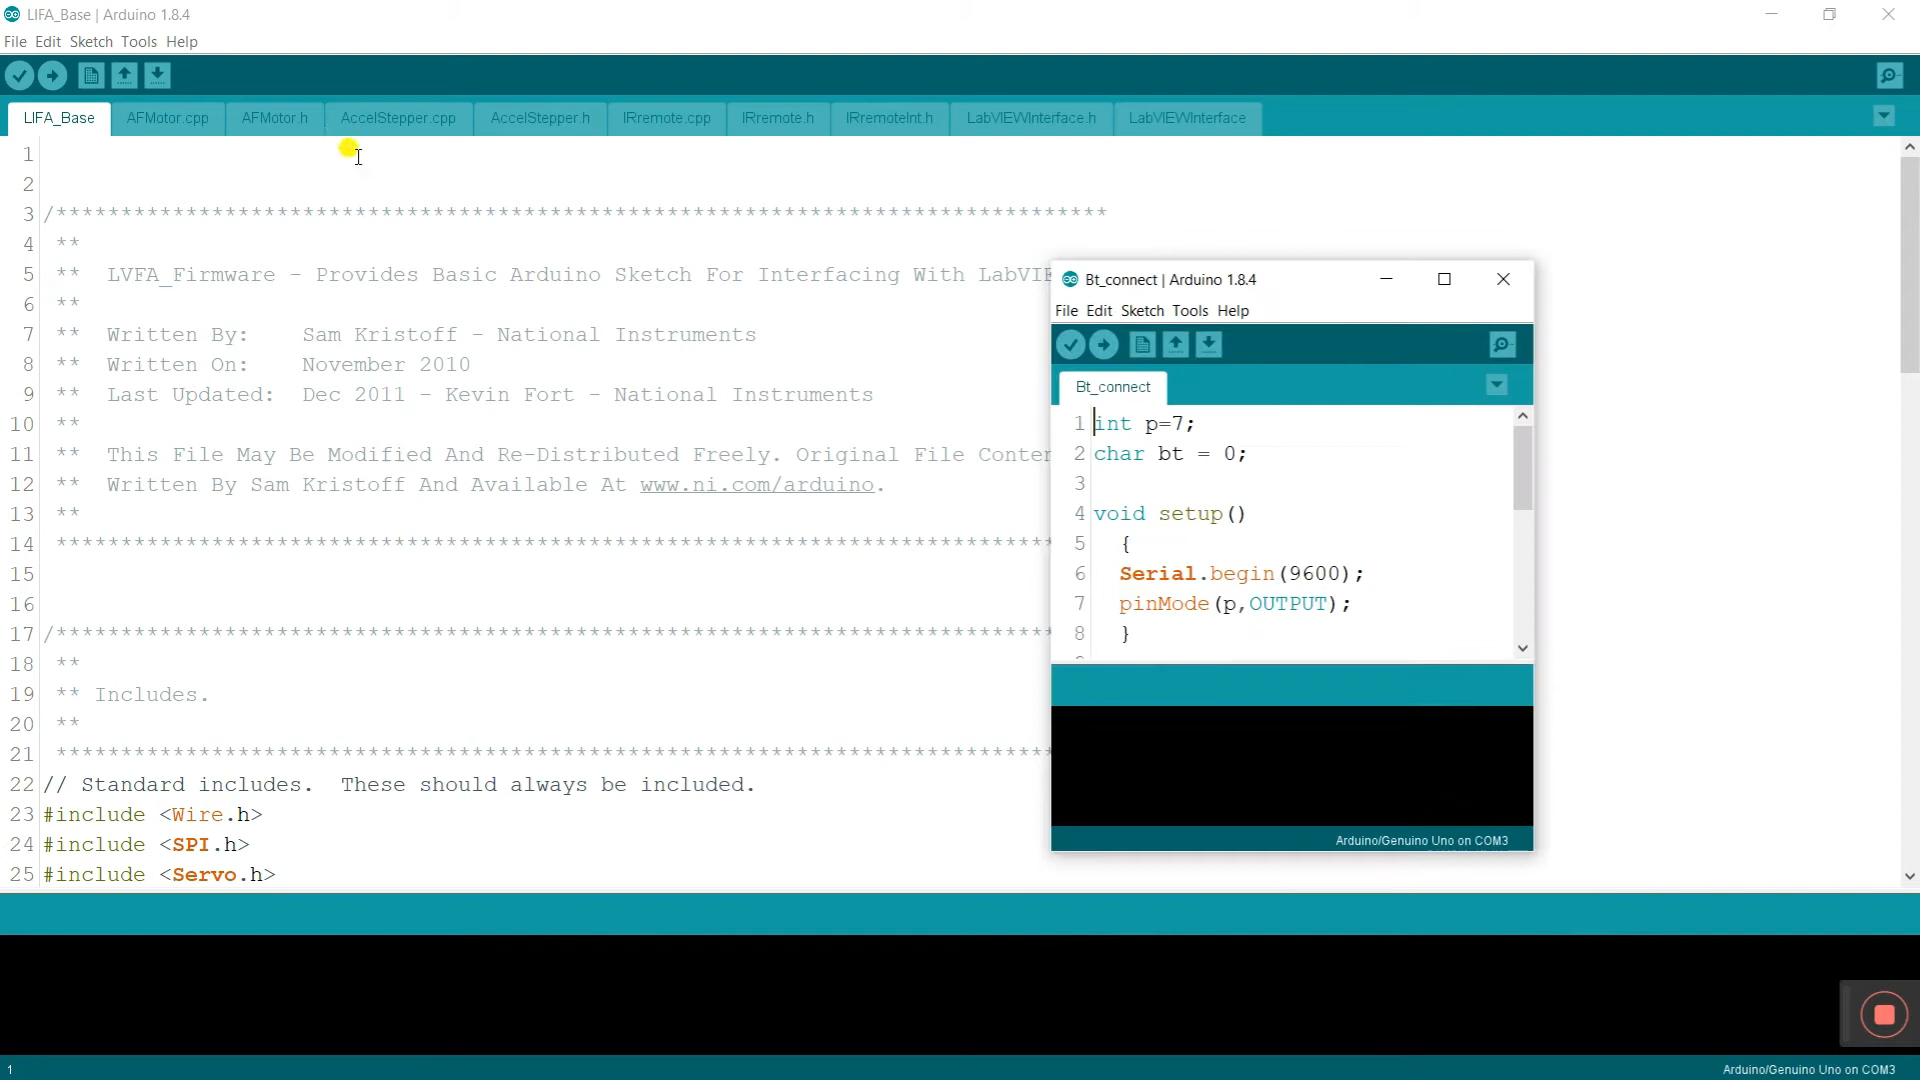 LIFA_Base | Arduino 1.8.4
File Edit Sketch Tools Help
LIFA_Base AFMotor.cpp AFMotor.h AccelStepper.cpp AccelStepper.h IRremote.cpp IRremote.h IRremoteInt.h LabVIEWInterface.h LabVIEWInterface
1
2
3 /*********************************************************************************
4 **
5 ** LVFA_Firmware - Provides Basic Arduino Sketch For Interfacing With LabVIE
6 **
7 ** Written By: Sam Kristoff - National Instruments
8 ** Written On: November 2010
9 ** Last Updated: Dec 2011 - Kevin Fort - National Instruments
10 **
11 ** This File May Be Modified And Re-Distributed Freely. Original File Conten
12 ** Written By Sam Kristoff And Available At www.ni.com/arduino.
13 **
14 *****************************************************************************
15
16
17 /*****************************************************************************
18 **
19 ** Includes.
20 **
21 *****************************************************************************
22 // Standard includes. These should always be included.
23 #include <Wire.h>
24 #include <SPI.h>
25 #include <Servo.h>
1
Arduino/Genuino Uno on COM3
Bt_connect | Arduino 1.8.4
File Edit Sketch Tools Help
Bt_connect
1 int p=7;
2 char bt = 0;
3
4 void setup()
5 {
6 Serial.begin(9600);
7 pinMode(p,OUTPUT);
8 }
Arduino/Genuino Uno on COM3